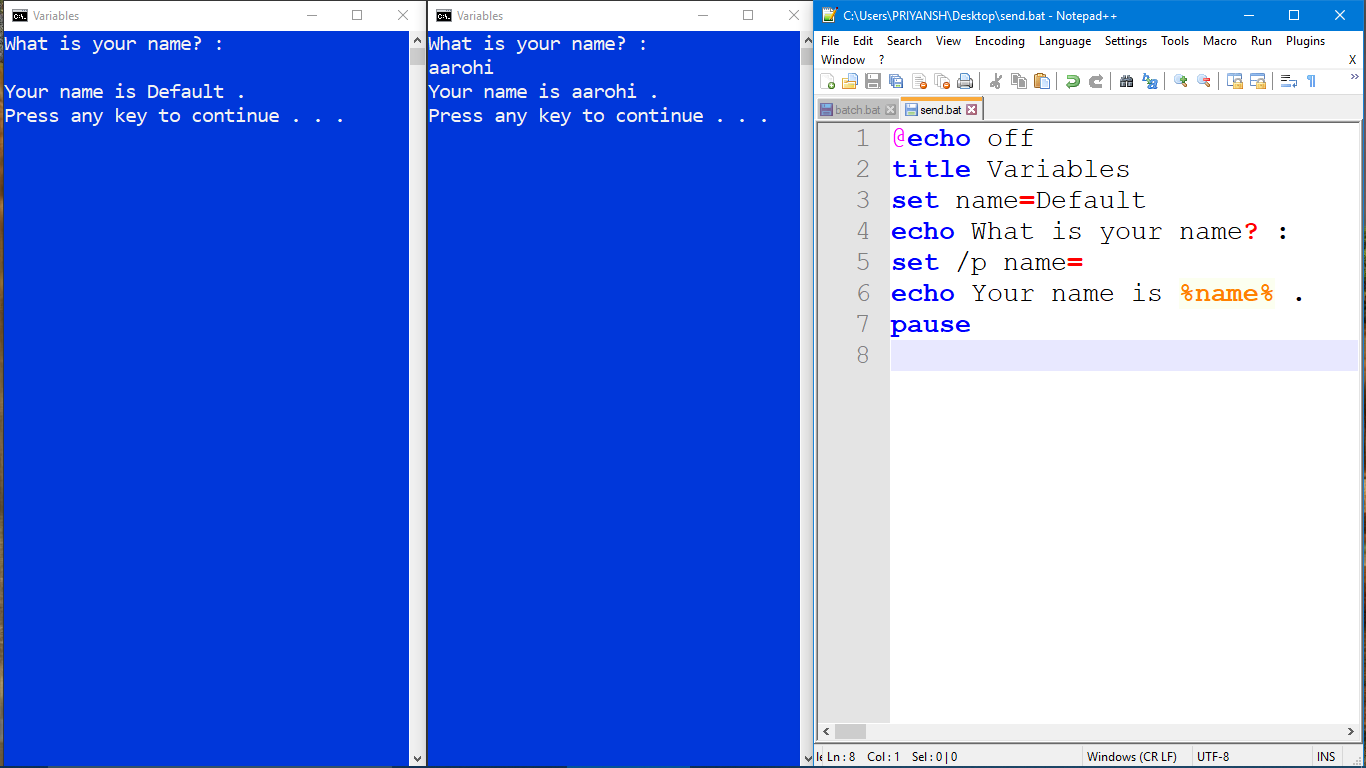 Variables
What is your name? :
Your name is Default .
Press any key to continue . . .
Variables
What is your name? :
aarohi
Your name is aarohi .
Press any key to continue . . .
C:\Users\PRIYANSH\Desktop\send.bat - Notepad++
File Edit Search View Encoding Language Settings Tools Macro Run Plugins
Window ? X
batch.bat send.bat
1 @echo off
2 title Variables
3 set name=Default
4 echo What is your name? :
5 set /p name=
6 echo Your name is %name% .
7 pause
8
Ln : 8 Col : 1 Sel : 0 | 0 Windows (CR LF) UTF-8 INS